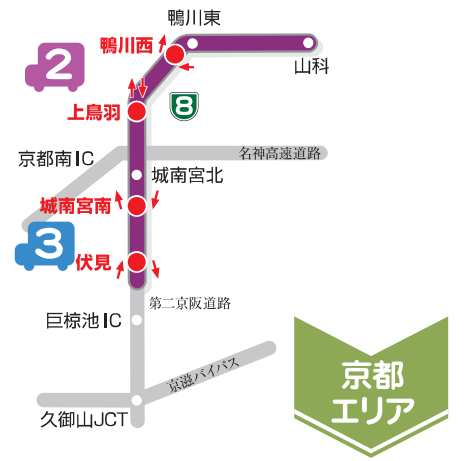 鴨川東
鴨川西
山科
2
上鳥羽
8
京都南IC
名神高速道路
城南宮北
城南宮南
3
伏見
第二京阪道路
巨椋池IC
京滋バイパス
久御山JCT
京都
エリア